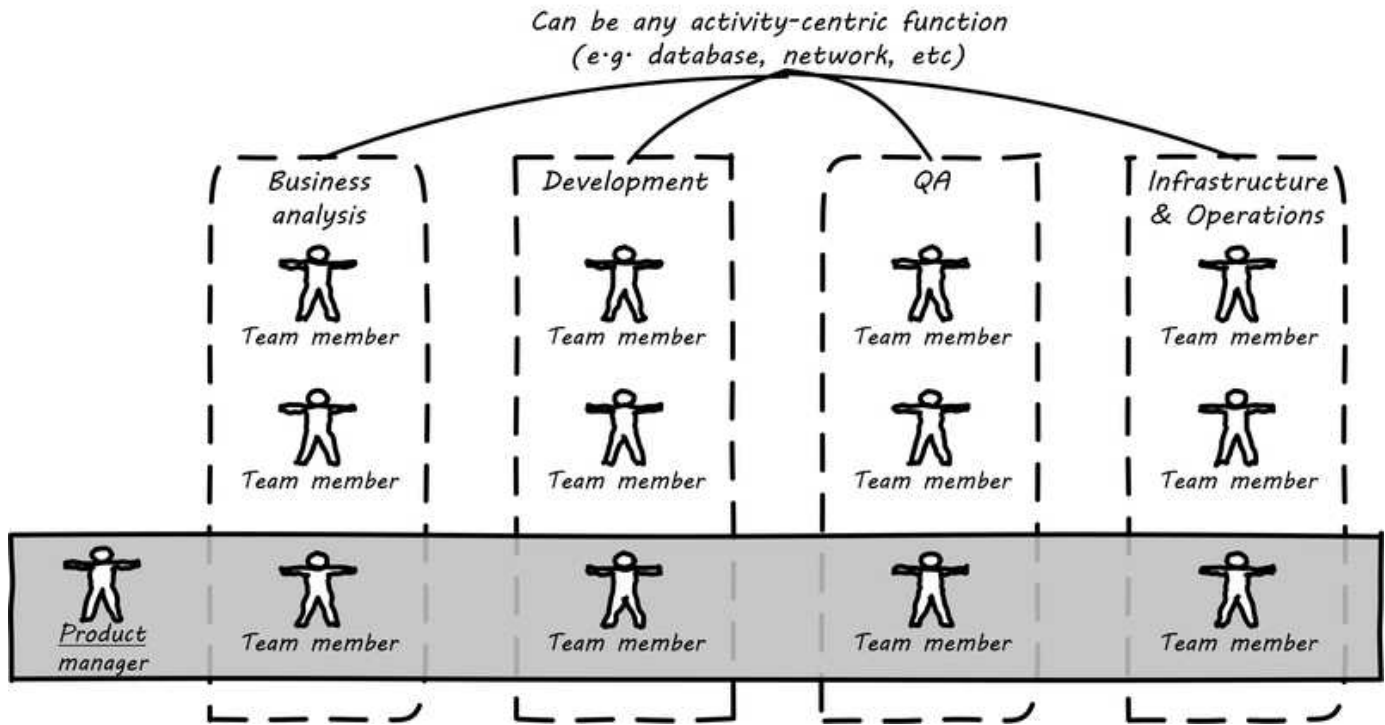 Can be any activity-centric function
(e.g. database, network, etc)
Business
analysis
Development
QA
Infrastructure
& Operations
Team member
Team member
Team member
Team member
Team member
Team member
Team member
Team member
Product
manager
Team member
Team member
Team member
Team member